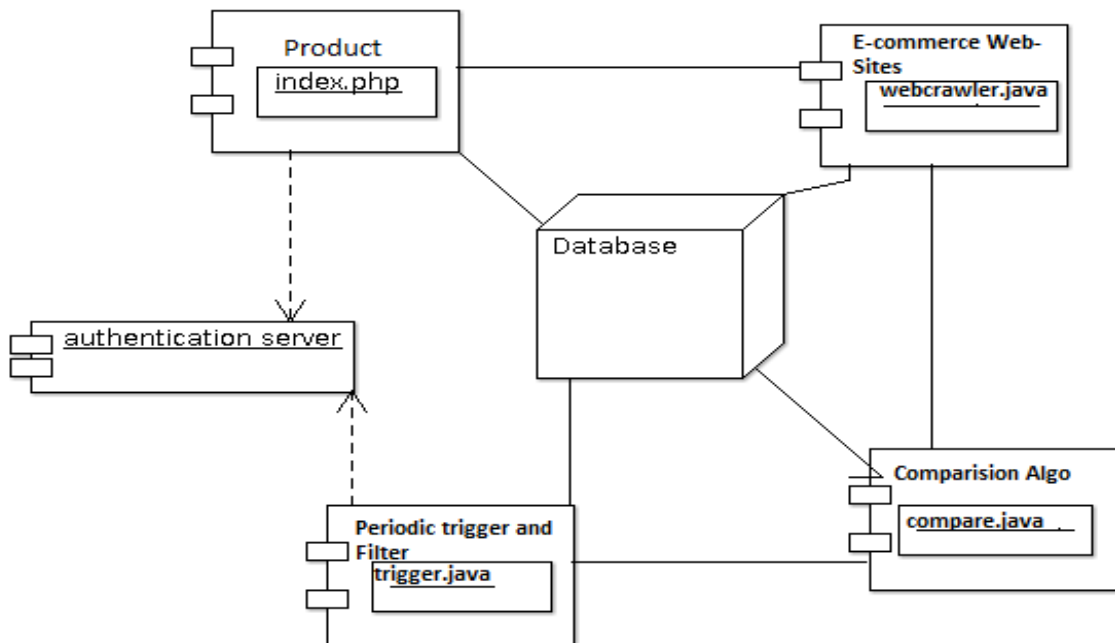 Product
index.php
E-commerce Web-
Sites
webcrawler.java
Database
authentication server
Comparision Algo
compare.java
Periodic trigger and
Filter
trigger.java